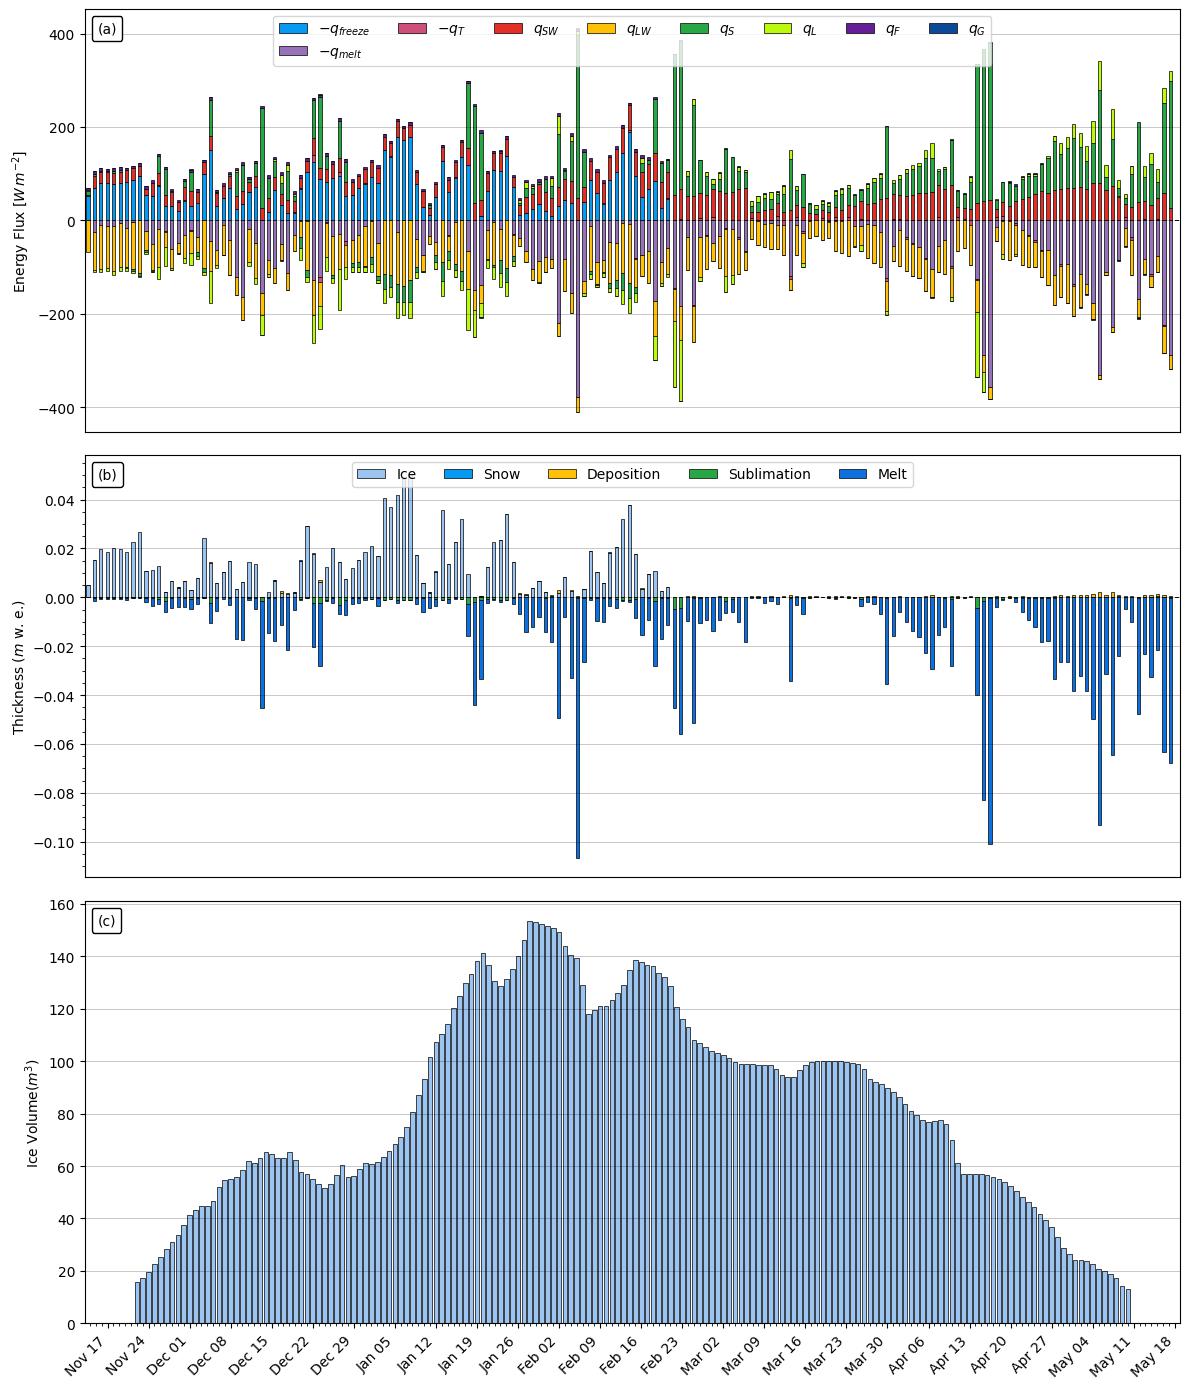 (a)
−q_freeze −q_T q_SW q_LW q_S q_L q_F q_G
−q_melt
Energy Flux [W m⁻²]
400
200
0
−200
−400
(b)
Ice Snow Deposition Sublimation Melt
Thickness (m w. e.)
0.04
0.02
0.00
−0.02
−0.04
−0.06
−0.08
−0.10
(c)
Ice Volume(m³)
160
140
120
100
80
60
40
20
0
Nov 17 Nov 24 Dec 01 Dec 08 Dec 15 Dec 22 Dec 29 Jan 05 Jan 12 Jan 19 Jan 26 Feb 02 Feb 09 Feb 16 Feb 23 Mar 02 Mar 09 Mar 16 Mar 23 Mar 30 Apr 06 Apr 13 Apr 20 Apr 27 May 04 May 11 May 18